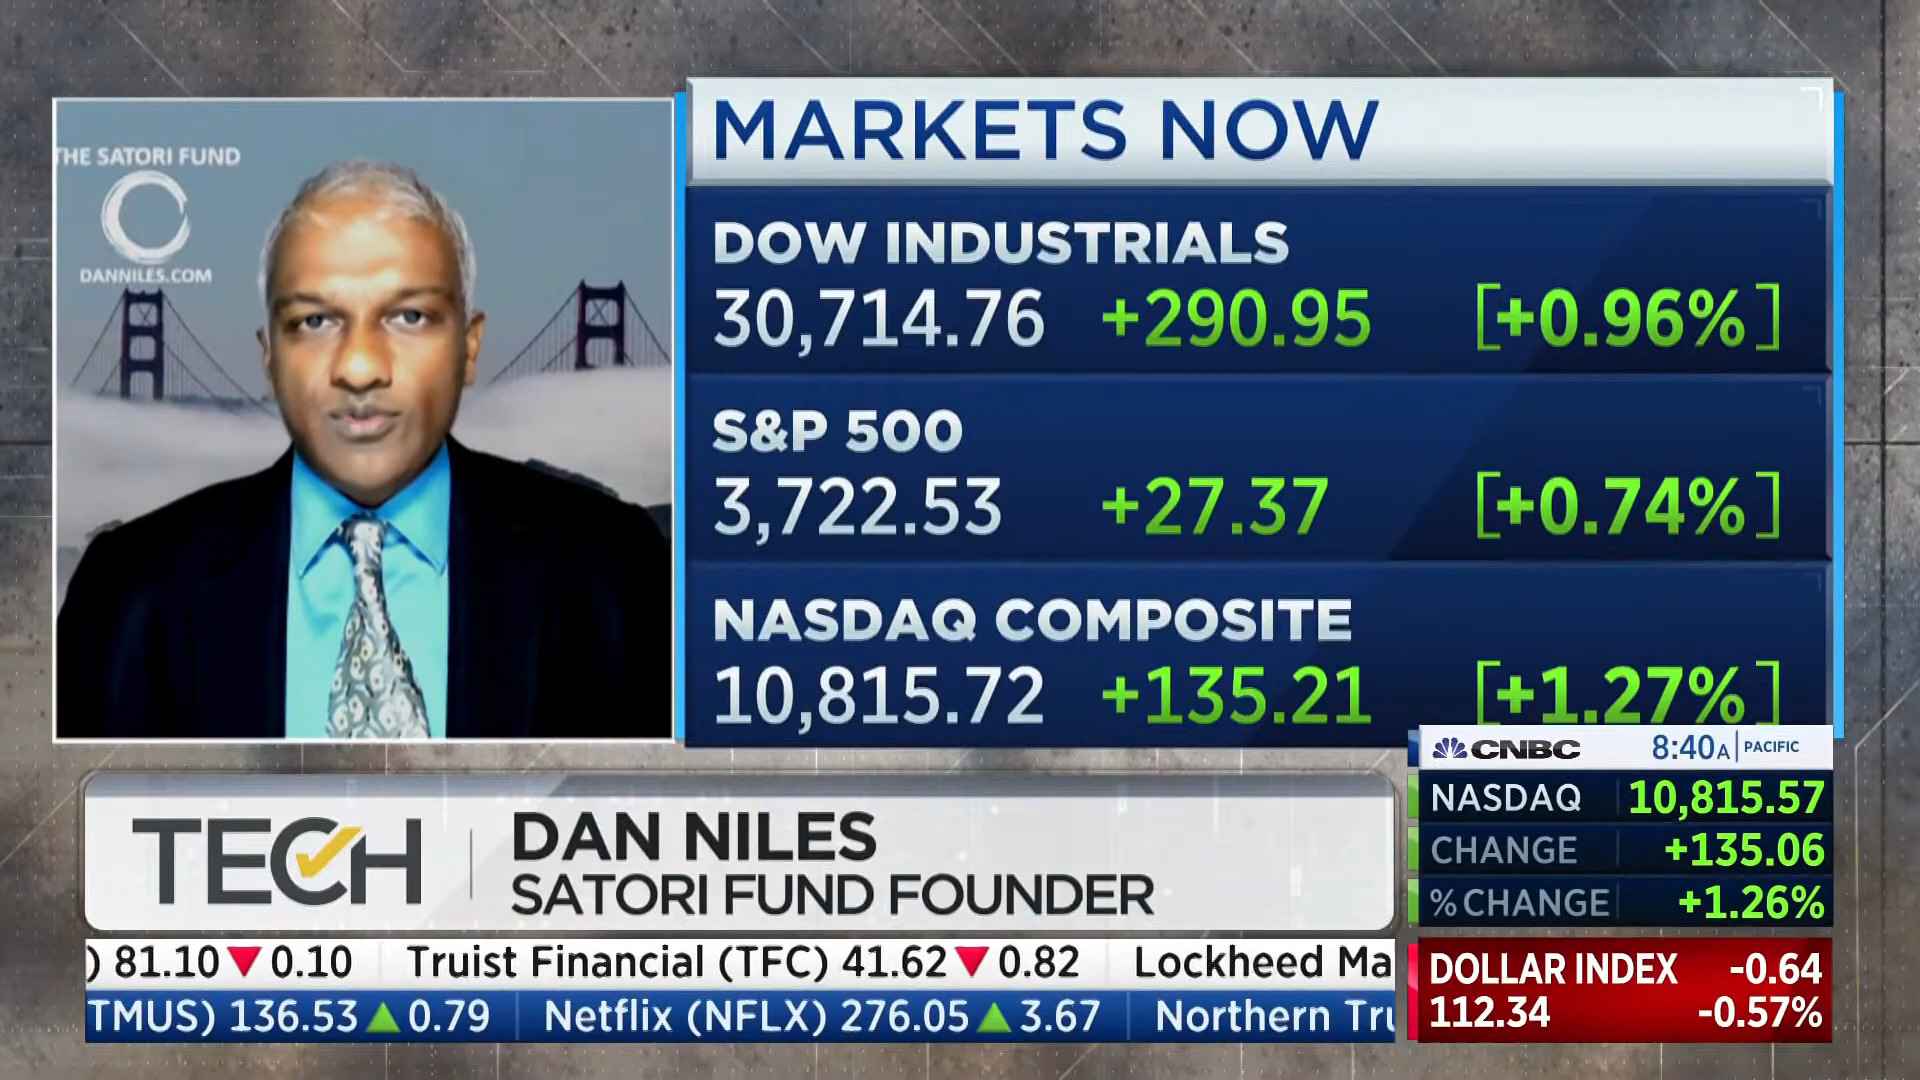 THE SATORI FUND
DANNILES.COM
MARKETS NOW
DOW INDUSTRIALS
30,714.76 +290.95 [+0.96%]
S&P 500
3,722.53 +27.37 [+0.74%]
NASDAQ COMPOSITE
10,815.72 +135.21 [+1.27%]
CNBC 8:40A PACIFIC
NASDAQ 10,815.57
CHANGE +135.06
% CHANGE +1.26%
DOLLAR INDEX -0.64
112.34 -0.57%
TECH
DAN NILES
SATORI FUND FOUNDER
) 81.10 ▼ 0.10 Truist Financial (TFC) 41.62 ▼ 0.82 Lockheed Ma
TMUS) 136.53 ▲ 0.79 Netflix (NFLX) 276.05 ▲ 3.67 Northern Tru